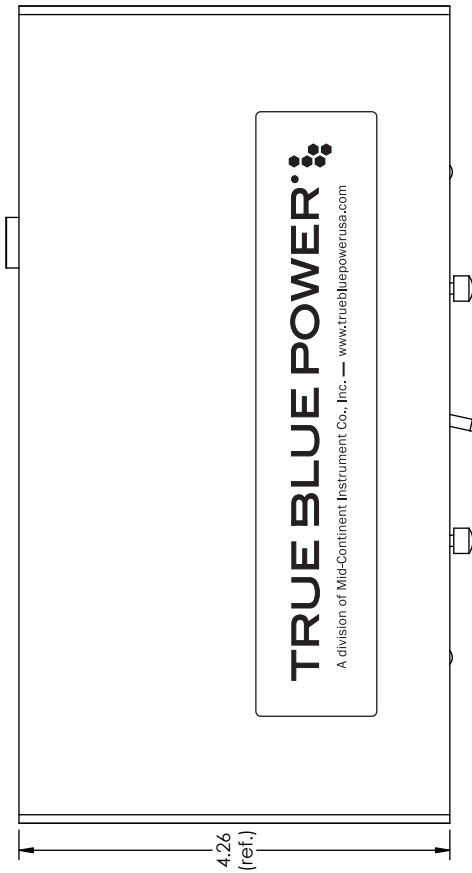 TRUE BLUE POWER
A division of Mid-Continent Instrument Co., Inc. — www.truebluepowerusa.com
4.26
(ref.)